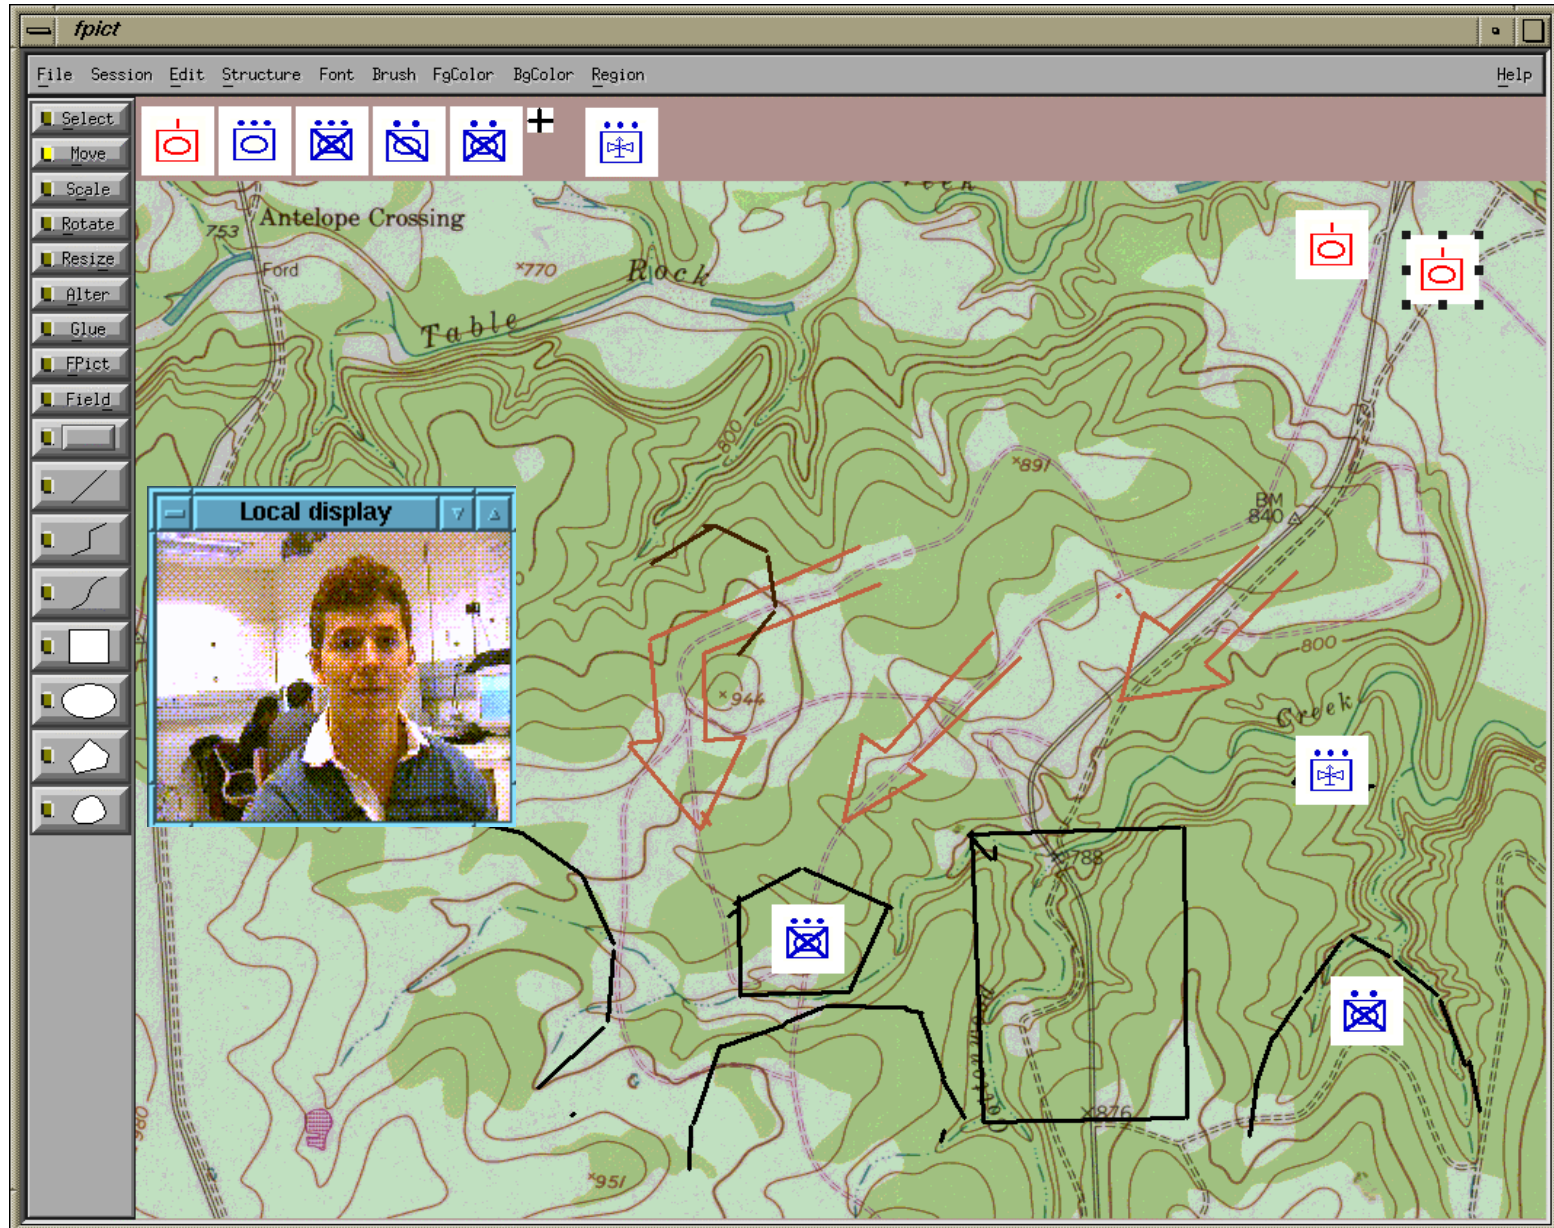 fpict
File Session Edit Structure Font Brush FgColor BgColor Region Help
Select
Move
Scale
Rotate
Resize
Alter
Glue
FPict
Field
Creek
Antelope Crossing
753
Ford
×770
Table Rock
800
×891
BM
840
Local display
800
×944
Creek
788
×876
980
×951